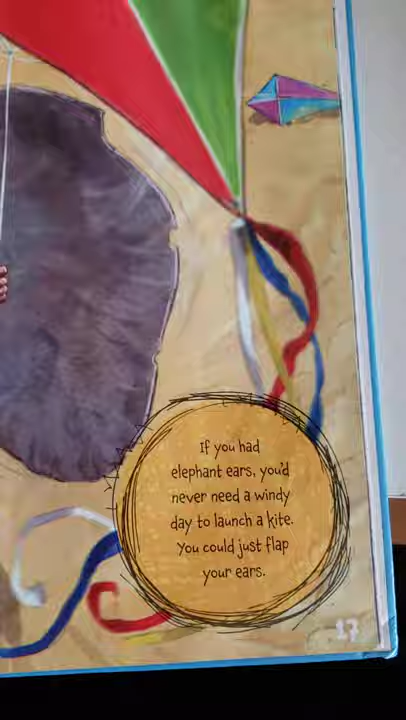 If you had
elephant ears, you'd
never need a windy
day to launch a kite.
You could just flap
your ears.
17